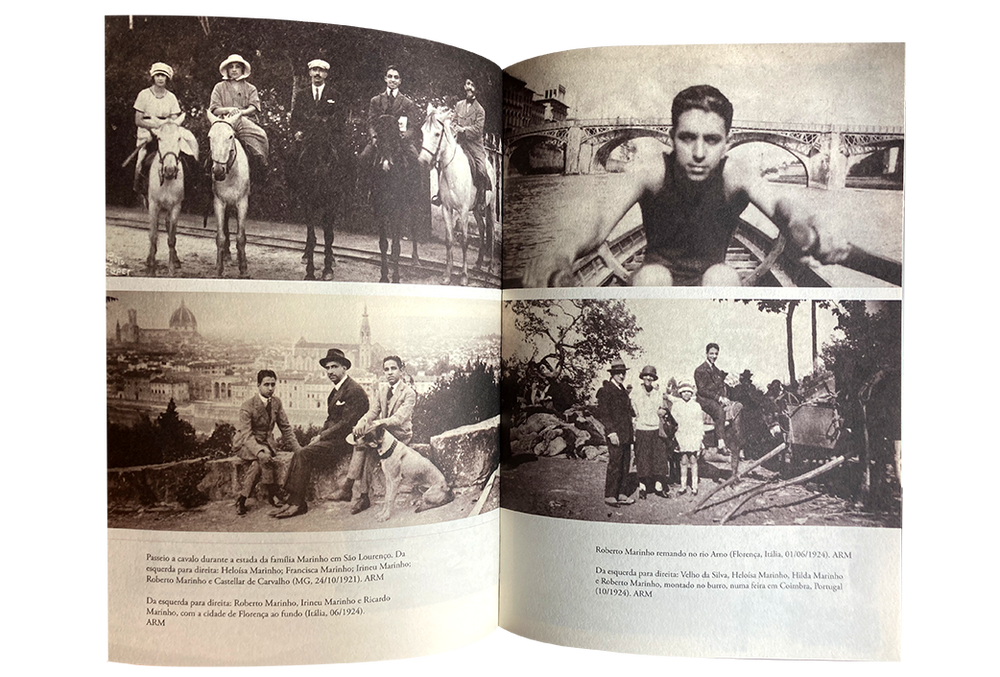 Passeio a cavalo durante a estada da família Marinho em São Lourenço. Da
esquerda para direita: Heloísa Marinho; Francisca Marinho; Irineu Marinho;
Roberto Marinho e Castellar de Carvalho (MG, 24/10/1921). ARM
Da esquerda para direita: Roberto Marinho, Irineu Marinho e Ricardo
Marinho, com a cidade de Florença ao fundo (Itália, 06/1924).
ARM
Roberto Marinho remando no rio Arno (Florença, Itália, 01/06/1924). ARM
Da esquerda para direita: Velho da Silva, Heloísa Marinho, Hilda Marinho
e Roberto Marinho, montado no burro, numa feira em Coimbra, Portugal
(10/1924). ARM